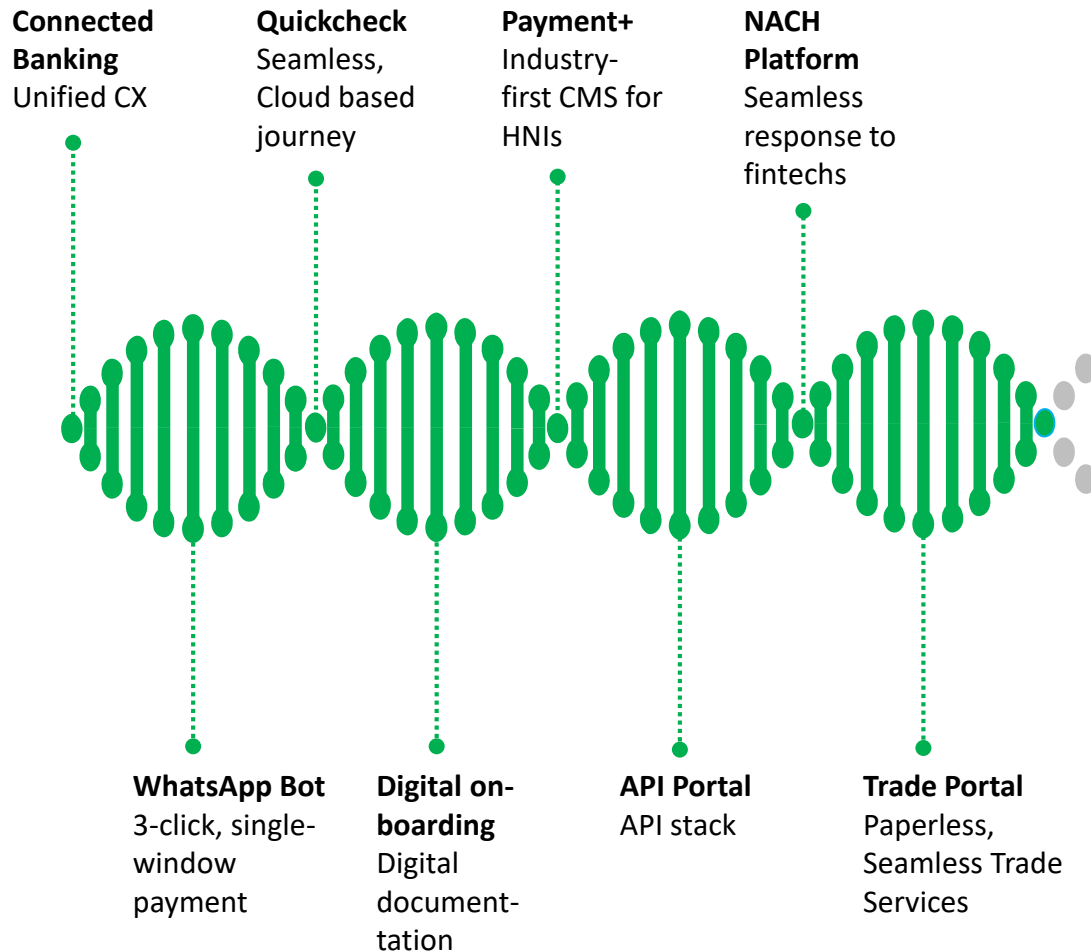 Connected
Banking
Unified CX
Quickcheck
Seamless,
Cloud based
journey
Payment+
Industry-
first CMS for
HNIs
NACH
Platform
Seamless
response to
fintechs
WhatsApp Bot
3-click, single-
window
payment
Digital on-
boarding
Digital
document-
tation
API Portal
API stack
Trade Portal
Paperless,
Seamless Trade
Services